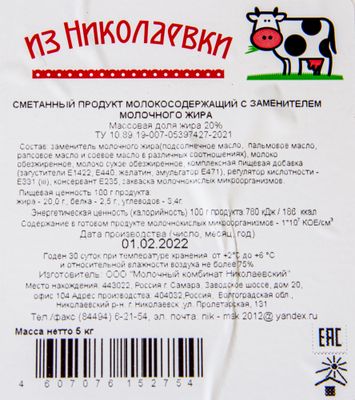 из Николаевки
СМЕТАННЫЙ ПРОДУКТ МОЛОКОСОДЕРЖАЩИЙ С ЗАМЕНИТЕЛЕМ
МОЛОЧНОГО ЖИРА
Массовая доля жира 20%
ТУ 10.89.19-007-05397427-2021
Состав: заменитель молочного жира(подсолнечное масло, пальмовое масло,
рапсовое масло и соевое масло в различных соотношениях), молоко
обезжиренное, молоко сухое обезжиренное, комплексная пищевая добавка
(загустители Е1422, Е440, желатин, эмульгатор Е471), регулятор кислотности -
Е331 (iii), консервант Е235, закваска молочнокислых микроорганизмов.
Пищевая ценность 100 г продукта:
жира - 20,0 г, белка - 2,5 г, углеводов - 3,4г.
Энергетическая ценность (калорийность) 100 г продукта 780 кДж / 186 ккал
Содержание в готовом продукте молочнокислых микроорганизмов - 1*10⁷ КОЕ/см³
Дата производства (число, месяц, год)
01.02.2022
Годен 30 суток при температуре хранения от +2°С до +6 °С
и относительной влажности воздуха не более75%
Изготовитель: ООО "Молочный комбинат Николаевский"
Место нахождения: 443022, Россия г. Самара, Заводское шоссе, дом 20,
офис 104 Адрес производства: 404032,Россия, Волгоградская обл.,
Николаевский р-н г. Николаевск ул. Пролетарская, 131
Тел /факс (84494) 6-21-54, эл. почта: nik - msk 2012@yandex.ru
Масса нетто 5 кг
4 607076 152754
ЕАС